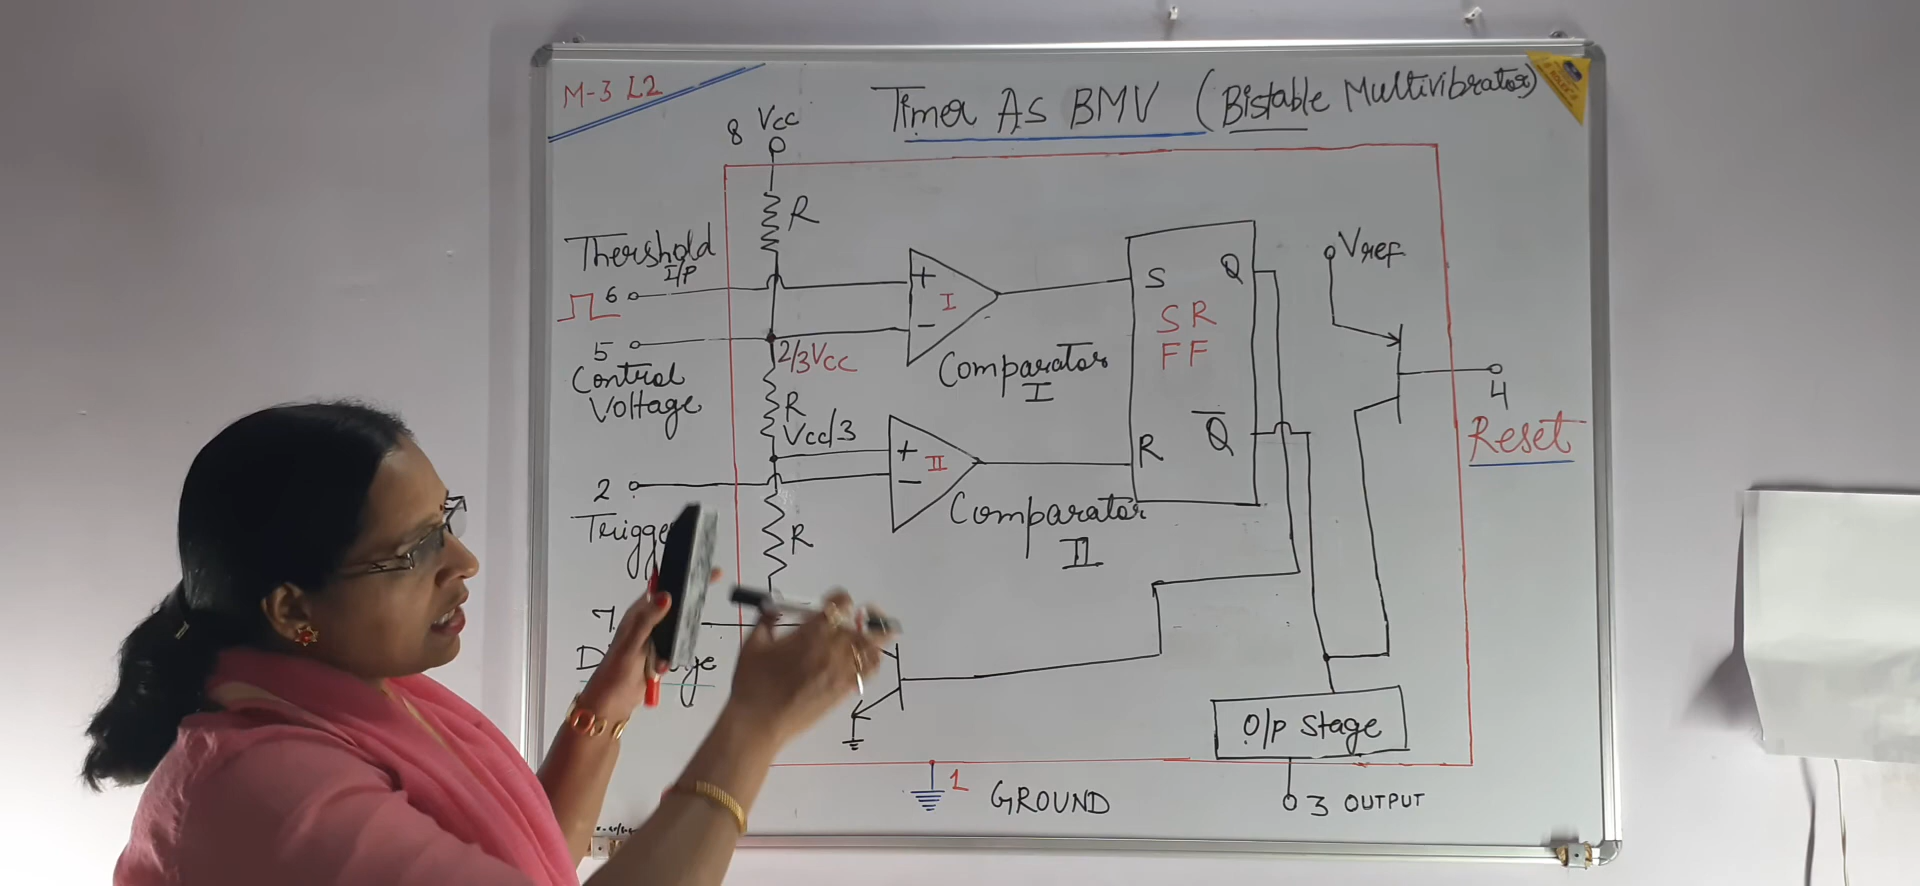 M-3 L2
Timer As BMV (Bistable Multivibrator)
8 Vcc
R
Thershold
I/P
6
5
Control
Voltage
2/3Vcc
R
Vcc/3
2
R
7
+
-
I
Comparator
I
+
-
II
Comparator
II
S Q
SR
FF
R Q̅
Vref
4
Reset
O/p Stage
1 GROUND
3 OUTPUT